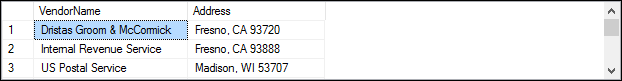 VendorName Address
1 Dristas Groom & McCormick Fresno, CA 93720
2 Internal Revenue Service Fresno, CA 93888
3 US Postal Service Madison, WI 53707